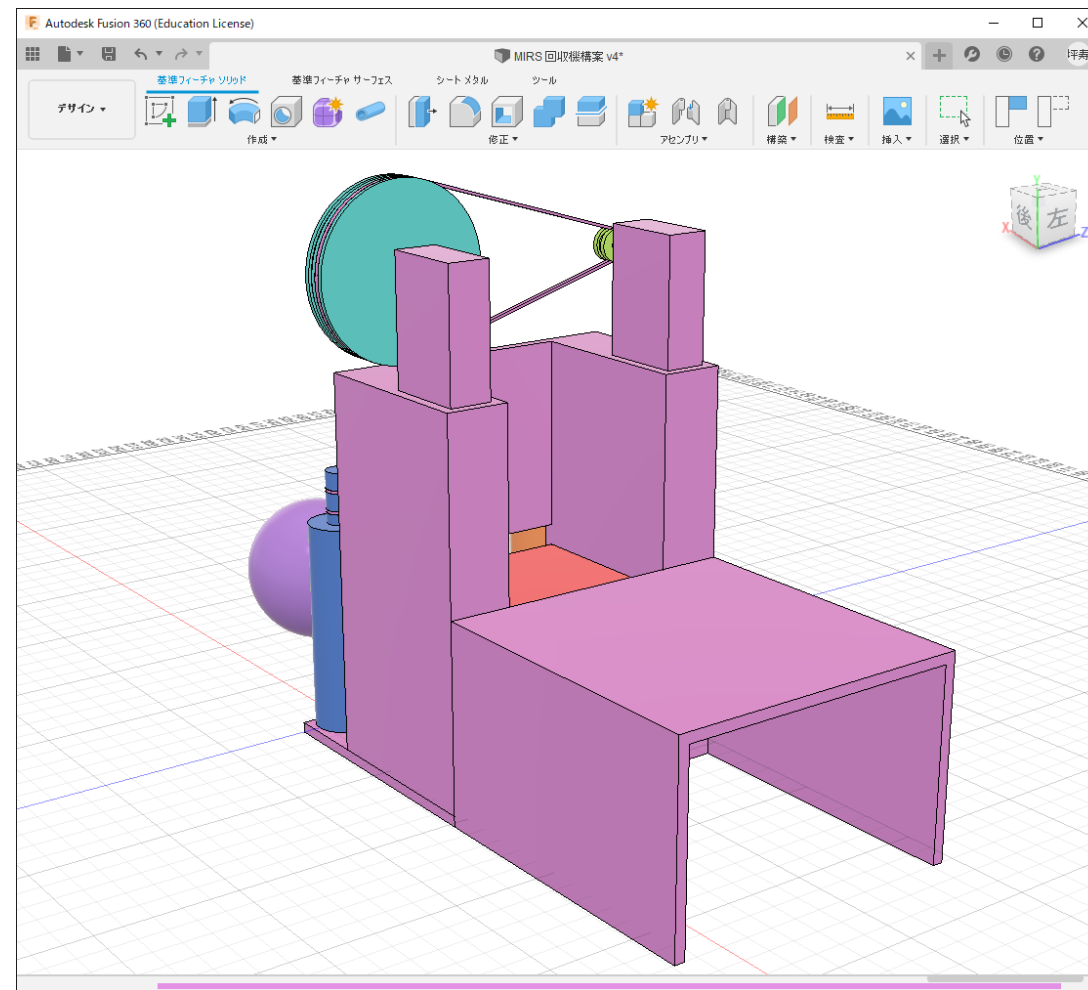 Autodesk Fusion 360 (Education License)
MIRS 回収機構案 v4*
基準フィーチャ ソリッド 基準フィーチャ サーフェス シート メタル ツール
デザイン ▾
作成 ▾ 修正 ▾ アセンブリ ▾ 構築 ▾ 検査 ▾ 挿入 ▾ 選択 ▾ 位置 ▾
Y
後 左
X Z